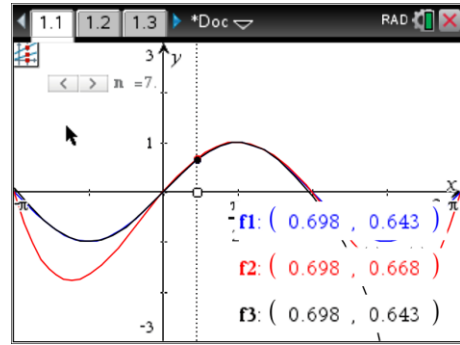 1.1 1.2 1.3 *Doc RAD
3 y
n =7.
1
x
-π π
f1: ( 0.698 , 0.643 )
f2: ( 0.698 , 0.668 )
f3: ( 0.698 , 0.643 )
-3